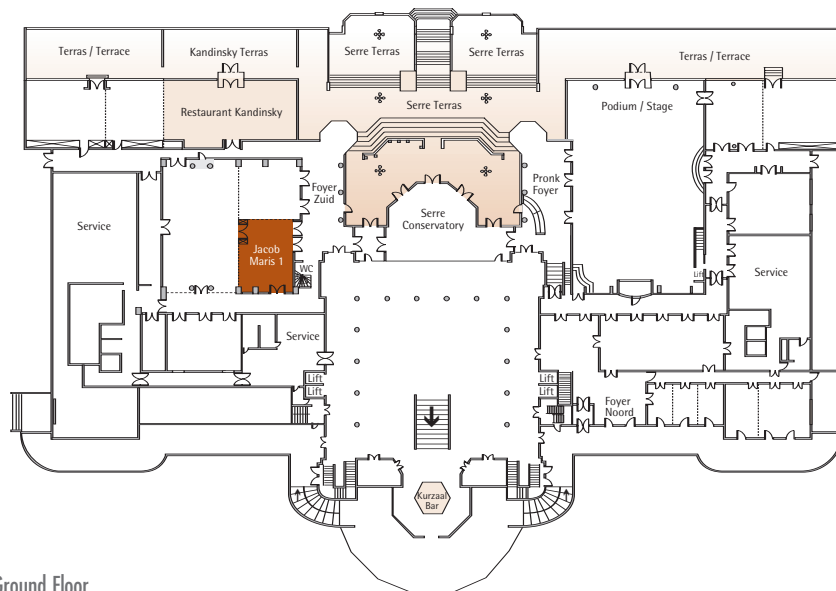 Terras / Terrace
Kandinsky Terras
Serre Terras
Serre Terras
Terras / Terrace
Restaurant Kandinsky
Serre Terras
Podium / Stage
Foyer
Zuid
Pronk
Foyer
Service
Serre
Conservatory
Jacob
Maris 1
WC
Lift
Service
Service
Lift
Lift
Lift
Lift
Foyer
Noord
Kurzaal
Bar
Ground Floor